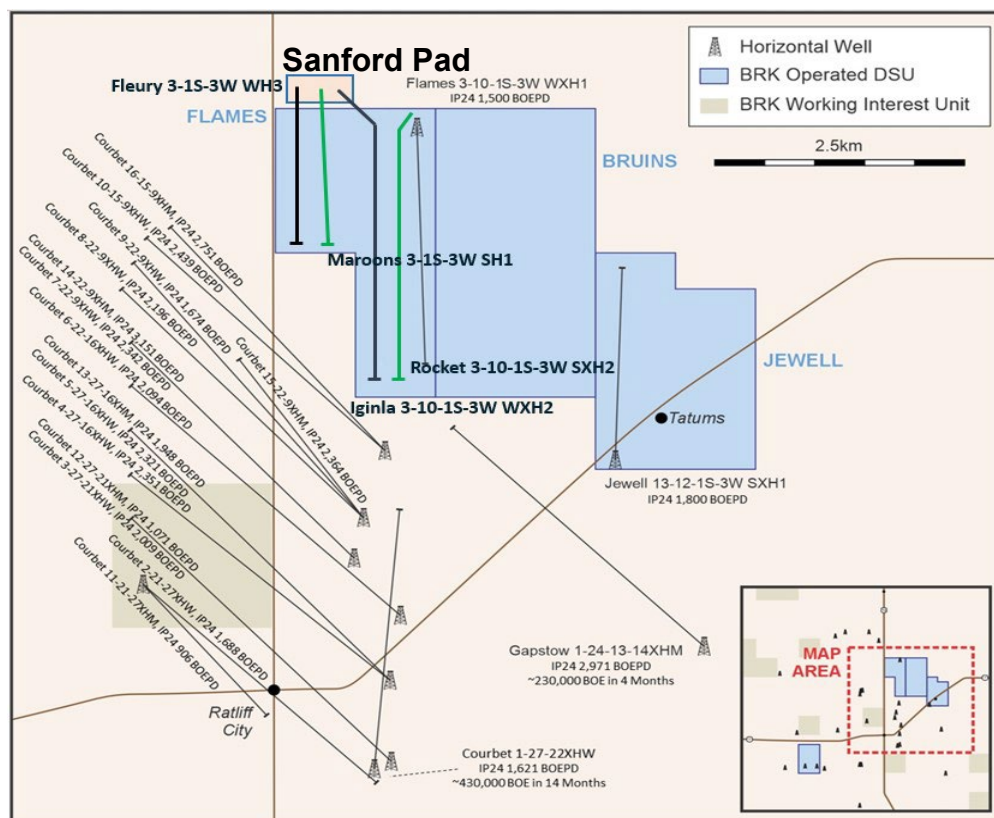 Sanford Pad
Fleury 3-1S-3W WH3
Flames 3-10-1S-3W WXH1
IP24 1,500 BOEPD
FLAMES
BRUINS
JEWELL
Horizontal Well
BRK Operated DSU
BRK Working Interest Unit
2.5km
Maroons 3-1S-3W SH1
Rocket 3-10-1S-3W SXH2
Iginla 3-10-1S-3W WXH2
Tatums
Jewell 13-12-1S-3W SXH1
IP24 1,800 BOEPD
Courbet 16-15-9XHM, IP24 2,751 BOEPD
Courbet 10-15-9XHW, IP24 2,439 BOEPD
Courbet 9-22-9XHW, IP24 1,674 BOEPD
Courbet 8-22-9XHW, IP24 2,196 BOEPD
Courbet 14-22-9XHM, IP24 3,151 BOEPD
Courbet 7-22-9XHW, IP24 2,342 BOEPD
Courbet 6-22-16XHW, IP24 2,094 BOEPD
Courbet 15-22-9XHM, IP24 2,364 BOEPD
Courbet 13-27-16XHM, IP24 1,948 BOEPD
Courbet 5-27-16XHW, IP24 2,321 BOEPD
Courbet 4-27-16XHW, IP24 2,351 BOEPD
Courbet 12-27-21XHM, IP24 1,071 BOEPD
Courbet 3-27-21XHW, IP24 2,009 BOEPD
Courbet 2-21-27XHW, IP24 1,688 BOEPD
Courbet 11-21-27XHM, IP24 906 BOEPD
Gapstow 1-24-13-14XHM
IP24 2,971 BOEPD
~230,000 BOE in 4 Months
Ratliff
City
Courbet 1-27-22XHW
IP24 1,621 BOEPD
~430,000 BOE in 14 Months
MAP
AREA